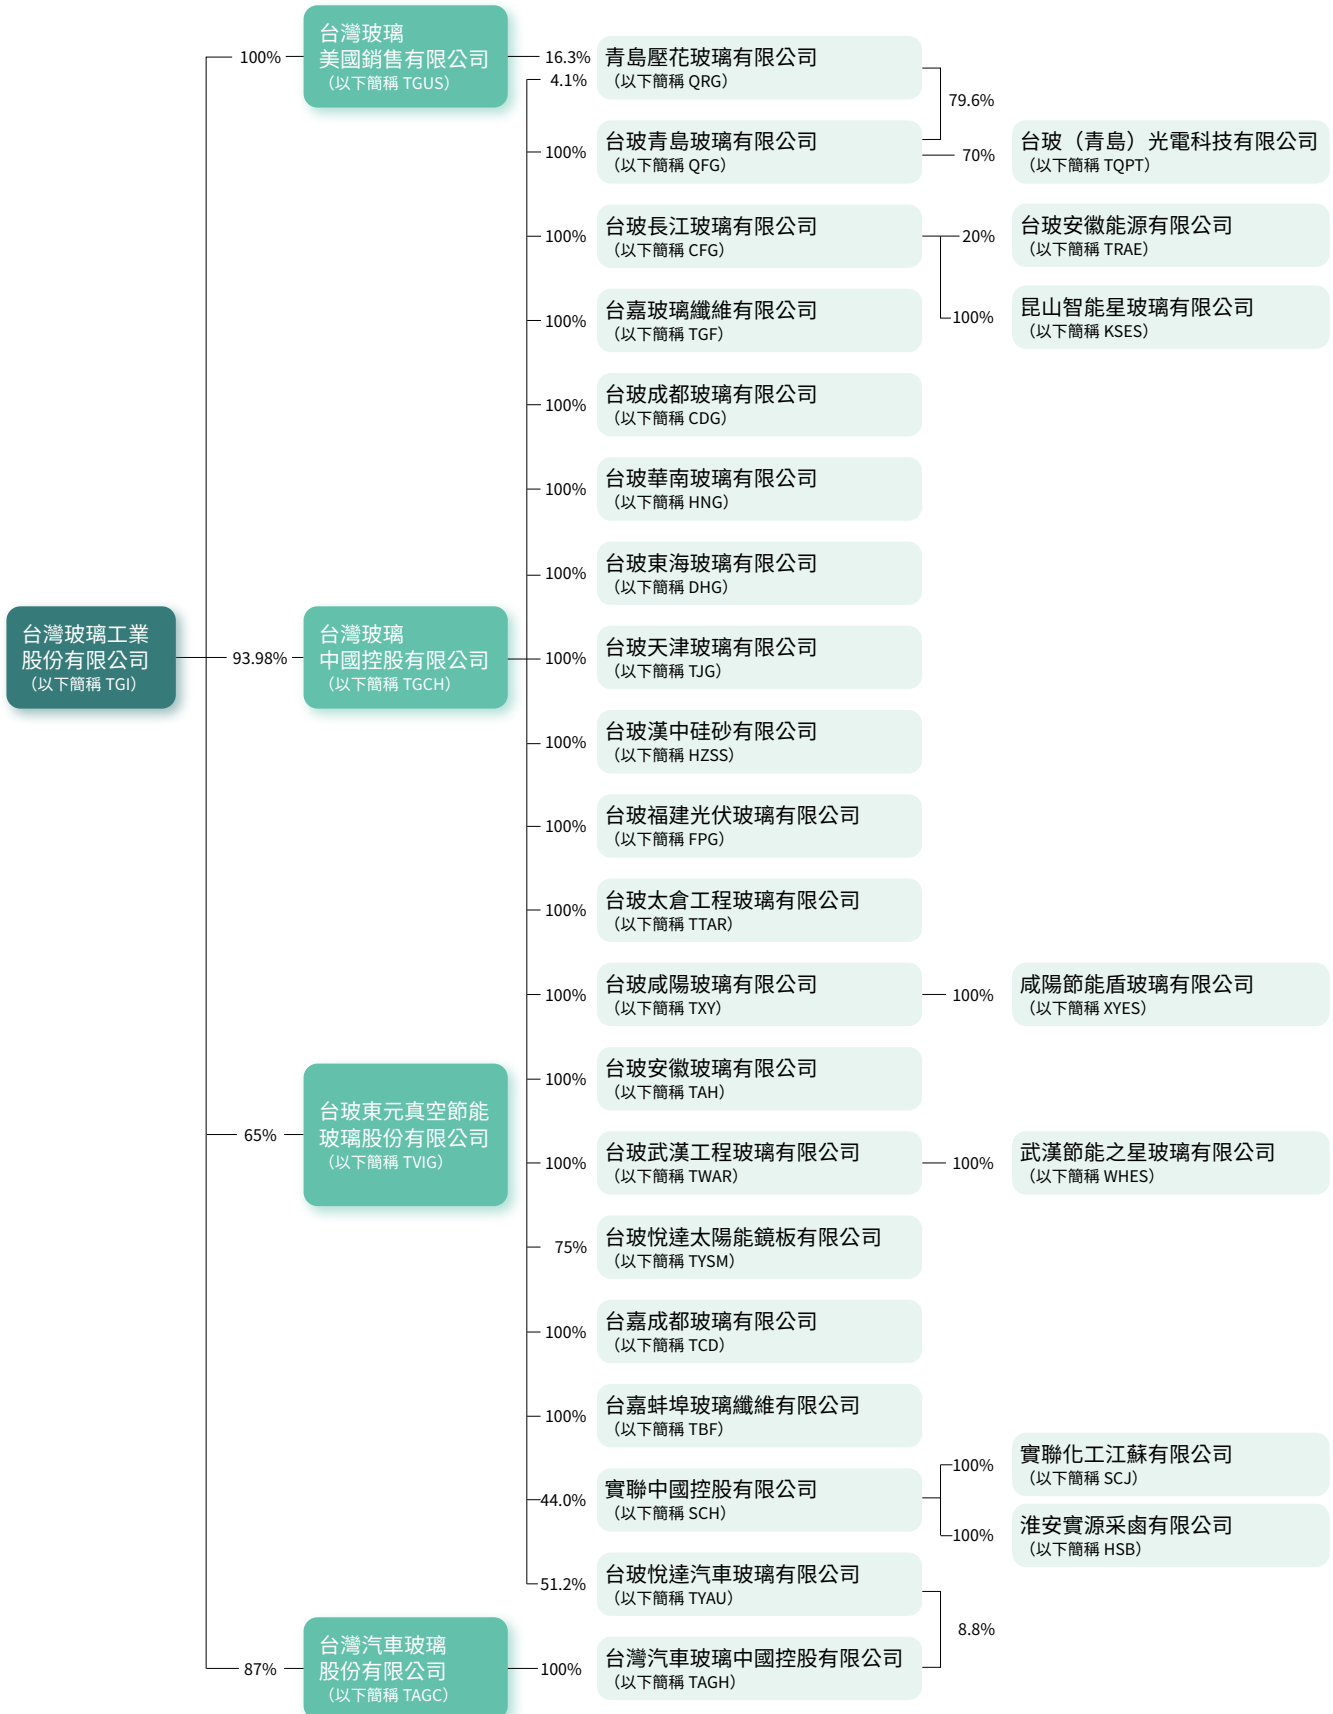 台灣玻璃工業
股份有限公司
（以下簡稱 TGI）
100%
台灣玻璃
美國銷售有限公司
（以下簡稱 TGUS）
93.98%
台灣玻璃
中國控股有限公司
（以下簡稱 TGCH）
65%
台玻東元真空節能
玻璃股份有限公司
（以下簡稱 TVIG）
87%
台灣汽車玻璃
股份有限公司
（以下簡稱 TAGC）
16.3%
4.1%
青島壓花玻璃有限公司
（以下簡稱 QRG）
79.6%
100%
台玻青島玻璃有限公司
（以下簡稱 QFG）
70%
台玻（青島）光電科技有限公司
（以下簡稱 TQPT）
100%
台玻長江玻璃有限公司
（以下簡稱 CFG）
20%
台玻安徽能源有限公司
（以下簡稱 TRAE）
100%
昆山智能星玻璃有限公司
（以下簡稱 KSES）
100%
台嘉玻璃纖維有限公司
（以下簡稱 TGF）
100%
台玻成都玻璃有限公司
（以下簡稱 CDG）
100%
台玻華南玻璃有限公司
（以下簡稱 HNG）
100%
台玻東海玻璃有限公司
（以下簡稱 DHG）
100%
台玻天津玻璃有限公司
（以下簡稱 TJG）
100%
台玻漢中硅砂有限公司
（以下簡稱 HZSS）
100%
台玻福建光伏玻璃有限公司
（以下簡稱 FPG）
100%
台玻太倉工程玻璃有限公司
（以下簡稱 TTAR）
100%
台玻咸陽玻璃有限公司
（以下簡稱 TXY）
100%
咸陽節能盾玻璃有限公司
（以下簡稱 XYES）
100%
台玻安徽玻璃有限公司
（以下簡稱 TAH）
100%
台玻武漢工程玻璃有限公司
（以下簡稱 TWAR）
100%
武漢節能之星玻璃有限公司
（以下簡稱 WHES）
75%
台玻悅達太陽能鏡板有限公司
（以下簡稱 TYSM）
100%
台嘉成都玻璃有限公司
（以下簡稱 TCD）
100%
台嘉蚌埠玻璃纖維有限公司
（以下簡稱 TBF）
44.0%
實聯中國控股有限公司
（以下簡稱 SCH）
100%
實聯化工江蘇有限公司
（以下簡稱 SCJ）
100%
淮安實源采鹵有限公司
（以下簡稱 HSB）
51.2%
台玻悅達汽車玻璃有限公司
（以下簡稱 TYAU）
8.8%
100%
台灣汽車玻璃中國控股有限公司
（以下簡稱 TAGH）